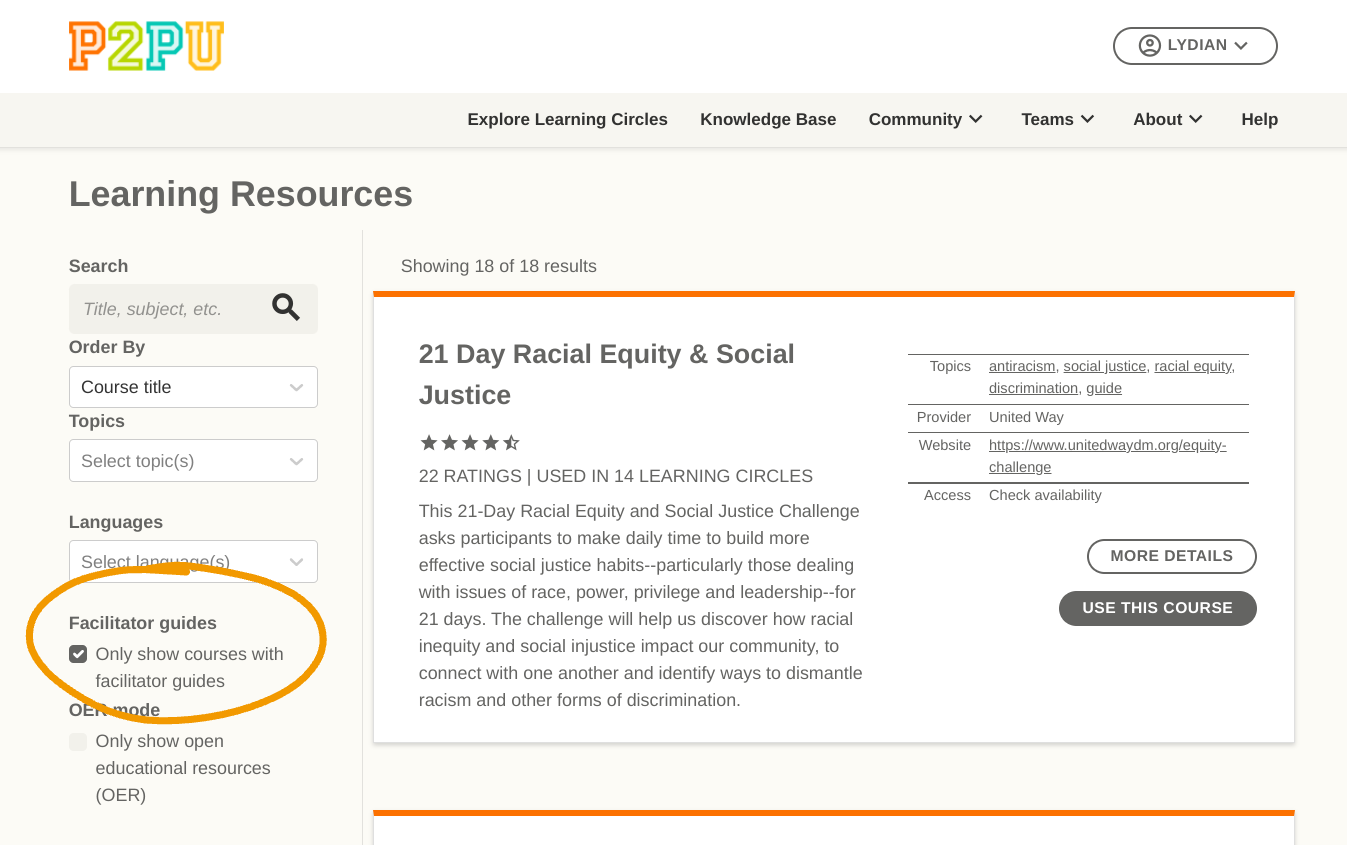 P2PU
LYDIAN
Explore Learning Circles Knowledge Base Community Teams About Help
Learning Resources
Search
Title, subject, etc.
Order By
Course title
Topics
Select topic(s)
Languages
Select language(s)
Facilitator guides
Only show courses with
facilitator guides
OER mode
Only show open
educational resources
(OER)
Showing 18 of 18 results
21 Day Racial Equity & Social
Justice
22 RATINGS | USED IN 14 LEARNING CIRCLES
This 21-Day Racial Equity and Social Justice Challenge
asks participants to make daily time to build more
effective social justice habits--particularly those dealing
with issues of race, power, privilege and leadership--for
21 days. The challenge will help us discover how racial
inequity and social injustice impact our community, to
connect with one another and identify ways to dismantle
racism and other forms of discrimination.
Topics antiracism, social justice, racial equity,
discrimination, guide
Provider United Way
Website https://www.unitedwaydm.org/equity-
challenge
Access Check availability
MORE DETAILS
USE THIS COURSE